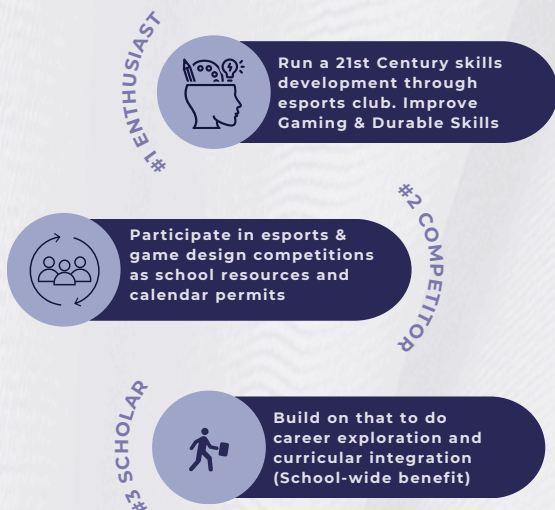 #1 ENTHUSIAST
Run a 21st Century skills
development through
esports club. Improve
Gaming & Durable Skills
#2 COMPETITOR
Participate in esports &
game design competitions
as school resources and
calendar permits
#3 SCHOLAR
Build on that to do
career exploration and
curricular integration
(School-wide benefit)